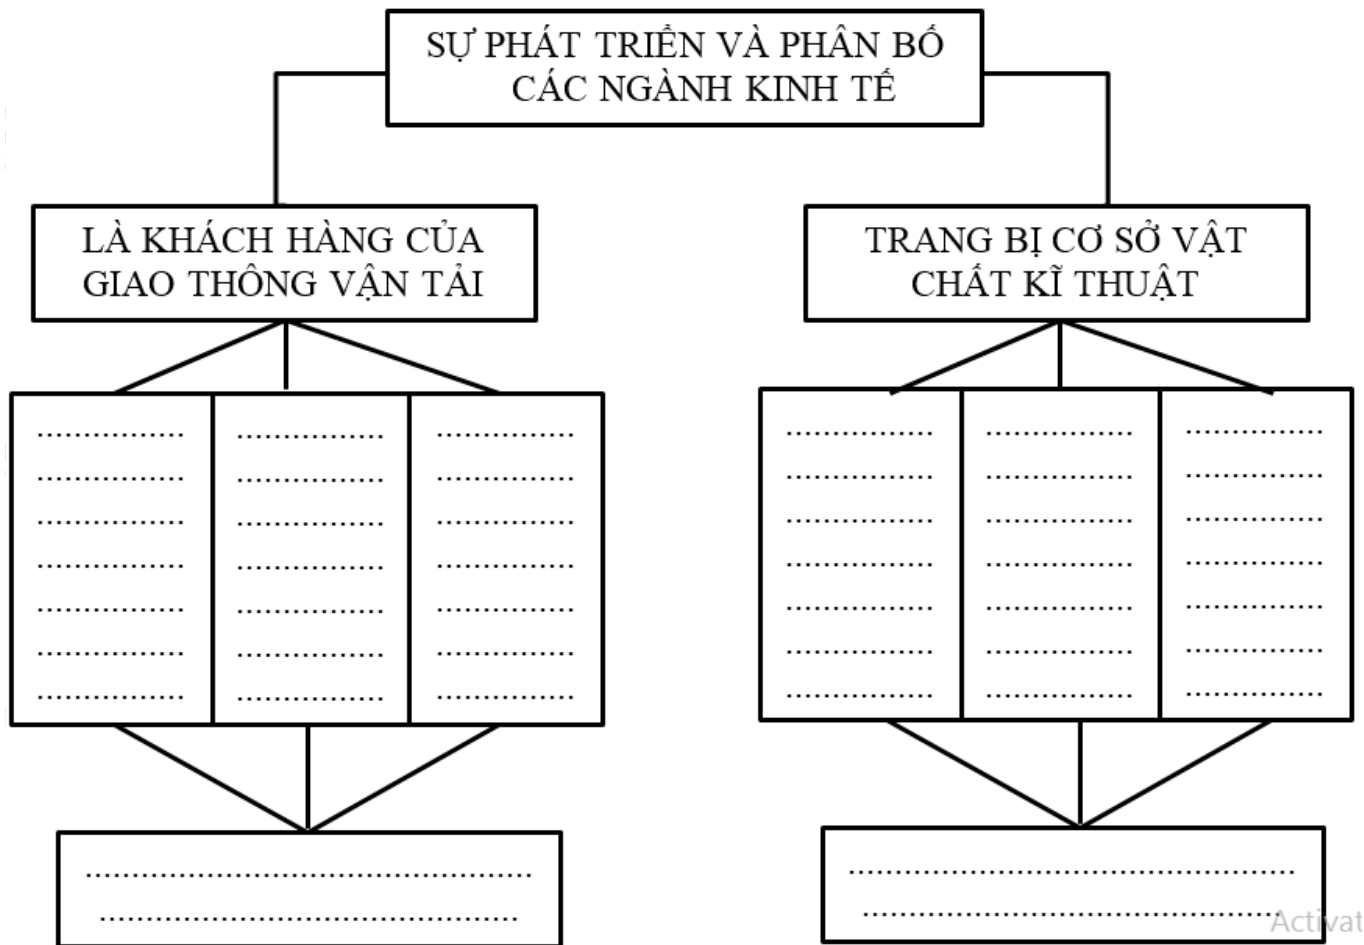 SỰ PHÁT TRIỂN VÀ PHÂN BỐ
CÁC NGÀNH KINH TẾ
LÀ KHÁCH HÀNG CỦA
GIAO THÔNG VẬN TẢI
TRANG BỊ CƠ SỞ VẬT
CHẤT KĨ THUẬT
Activat